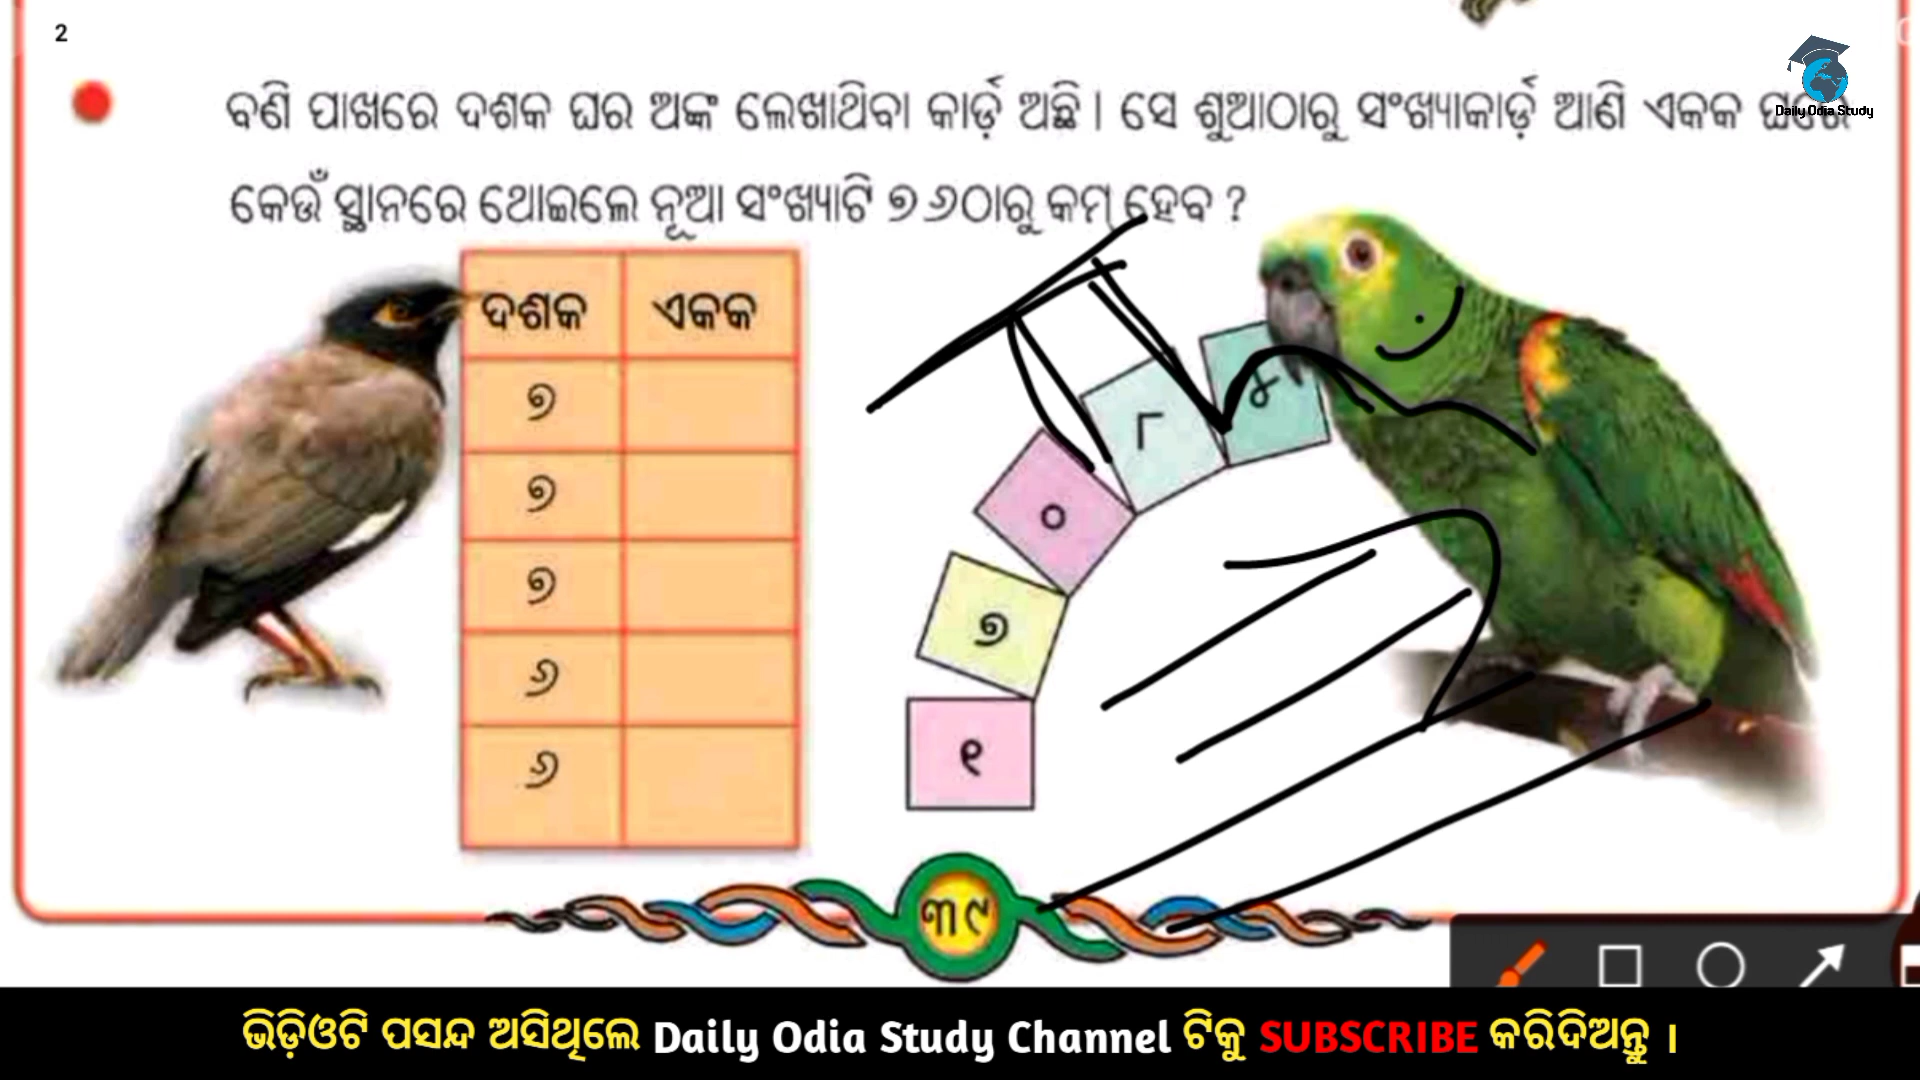 2
Daily Odia Study
ବଣି ପାଖରେ ଦଶକ ଘର ଅଙ୍କ ଲେଖାଥିବା କାର୍ଡ଼ ଅଛି । ସେ ଶୁଆଠାରୁ ସଂଖ୍ୟାକାର୍ଡ଼ ଆଣି ଏକକ ଘରେ
କେଉଁ ସ୍ଥାନରେ ଥୋଇଲେ ନୂଆ ସଂଖ୍ୟାଟି ୭୬ଠାରୁ କମ୍ ହେବ ?
ଦଶକ ଏକକ
୭
୭
୭
୬
୬
୪
୮
୦
୭
୧
୩୯
ଭିଡ଼ିଓଟି ପସନ୍ଦ ଅସିଥିଲେ Daily Odia Study Channel ଟିକୁ SUBSCRIBE କରିଦିଅନ୍ତୁ ।